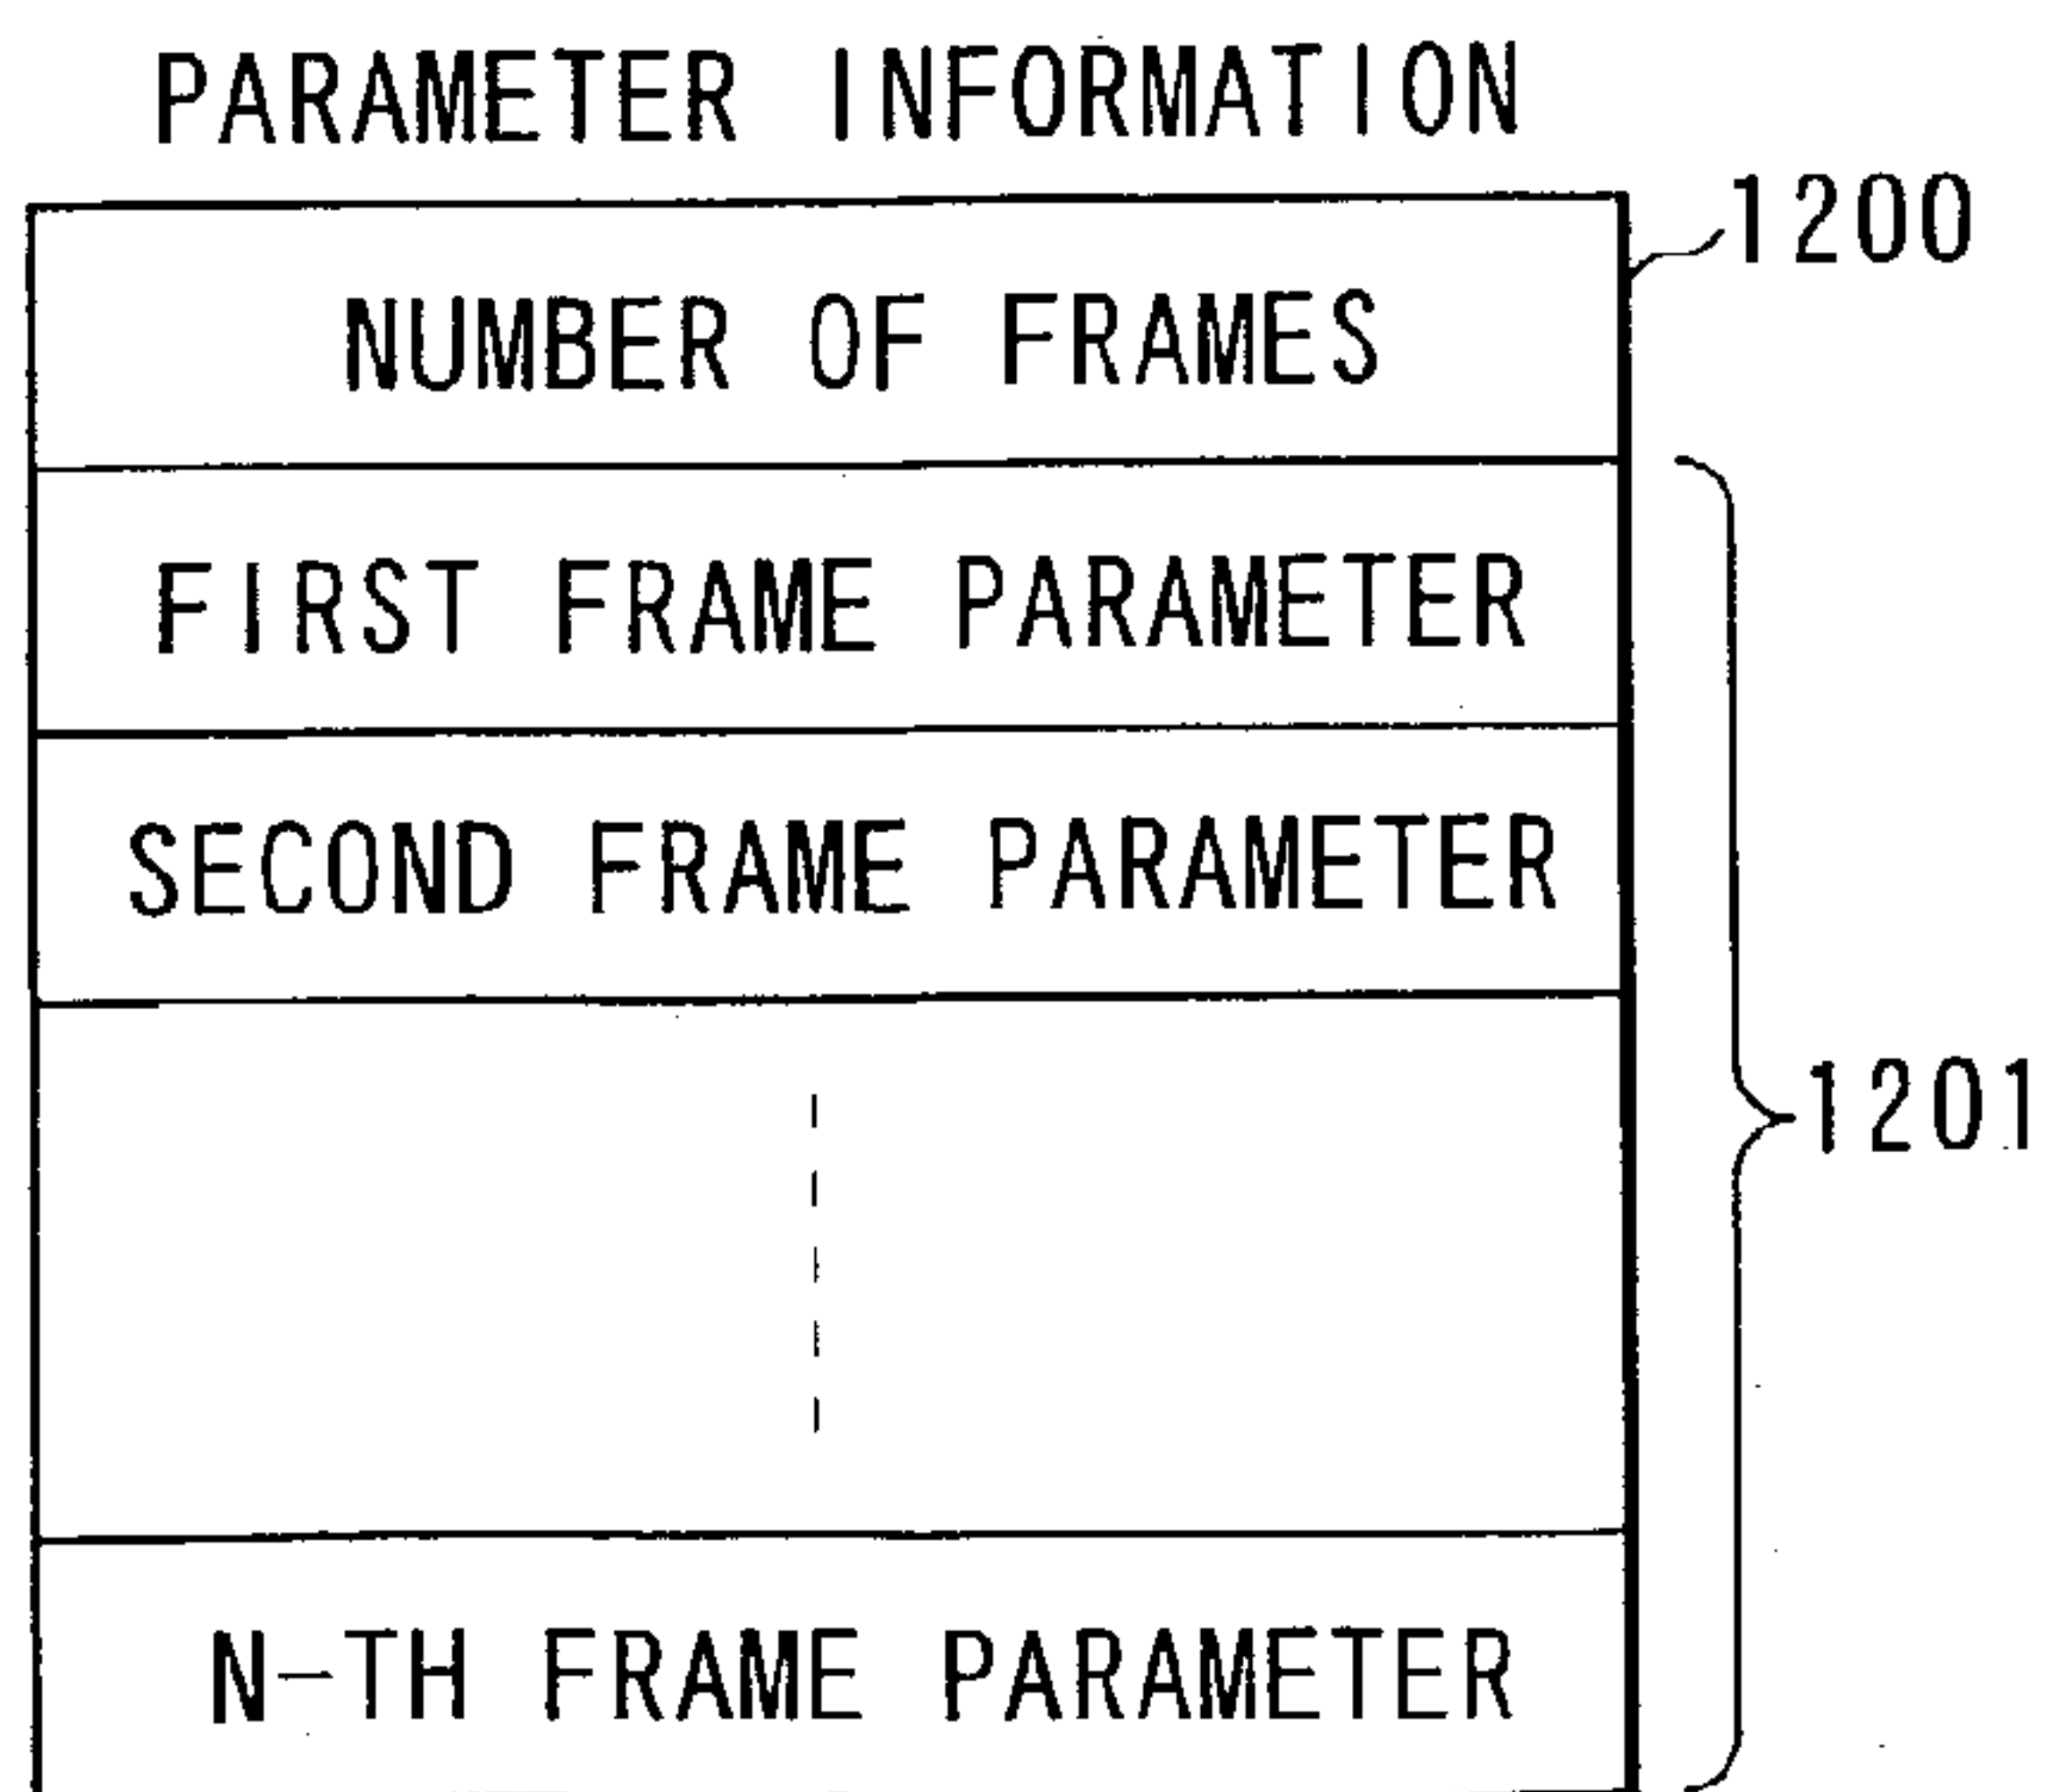 PARAMETER INFORMATION
1200
NUMBER OF FRAMES
FIRST FRAME PARAMETER
SECOND FRAME PARAMETER
1201
N-TH FRAME PARAMETER